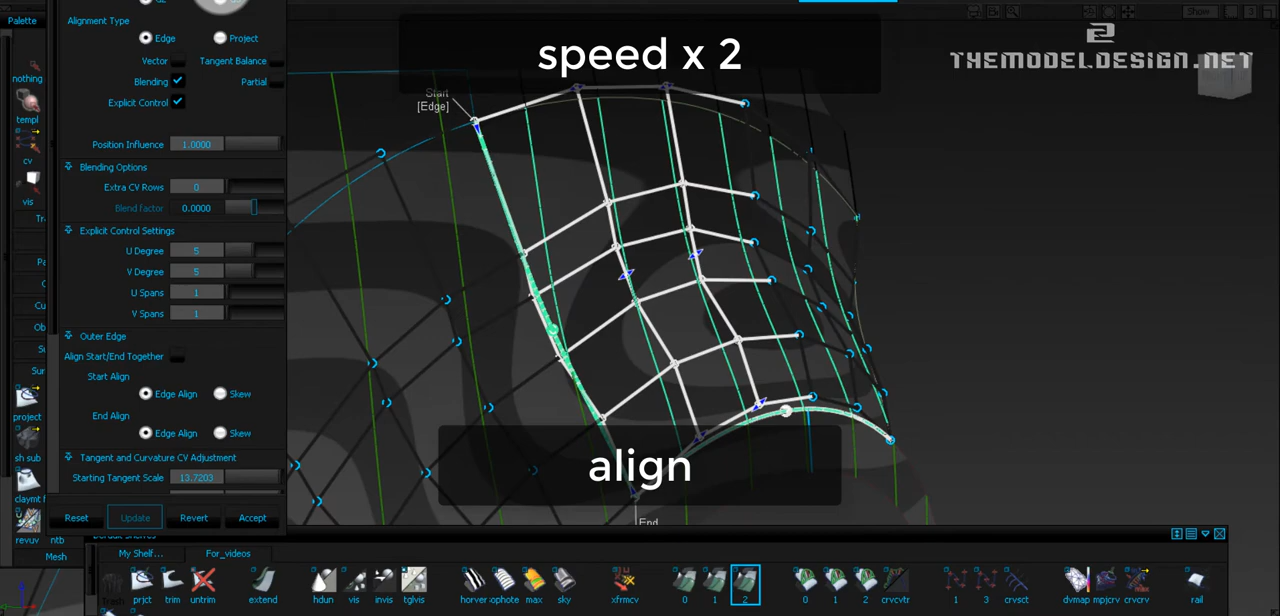 Palette
nothing
templ
cv
vis
project
sh sub
revuv
ntb
Mesh
Alignment Type
Edge
Project
Vector
Tangent Balance
Blending
Partial
Explicit Control
Position Influence 1.0000
Blending Options
Extra CV Rows 0
Blend factor 0.0000
Explicit Control Settings
U Degree 5
V Degree 5
U Spans 1
V Spans 1
Outer Edge
Align Start/End Together
Start Align
Edge Align
Skew
End Align
Edge Align
Skew
Tangent and Curvature CV Adjustment
Starting Tangent Scale 13.7203
Reset
Update
Revert
Accept
speed x 2
THEMODELDESIGN.NET
Show
3
Start
[Edge]
align
End
My Shelf...
For_videos
Trash
prjct
trim
untrim
extend
hdun
vis
invis
tglvis
horver
ophote
max
sky
xfrmcv
0
1
2
0
1
2
crvcvtr
1
3
crvsct
dvmap
mpjcrv
crvcrv
rail